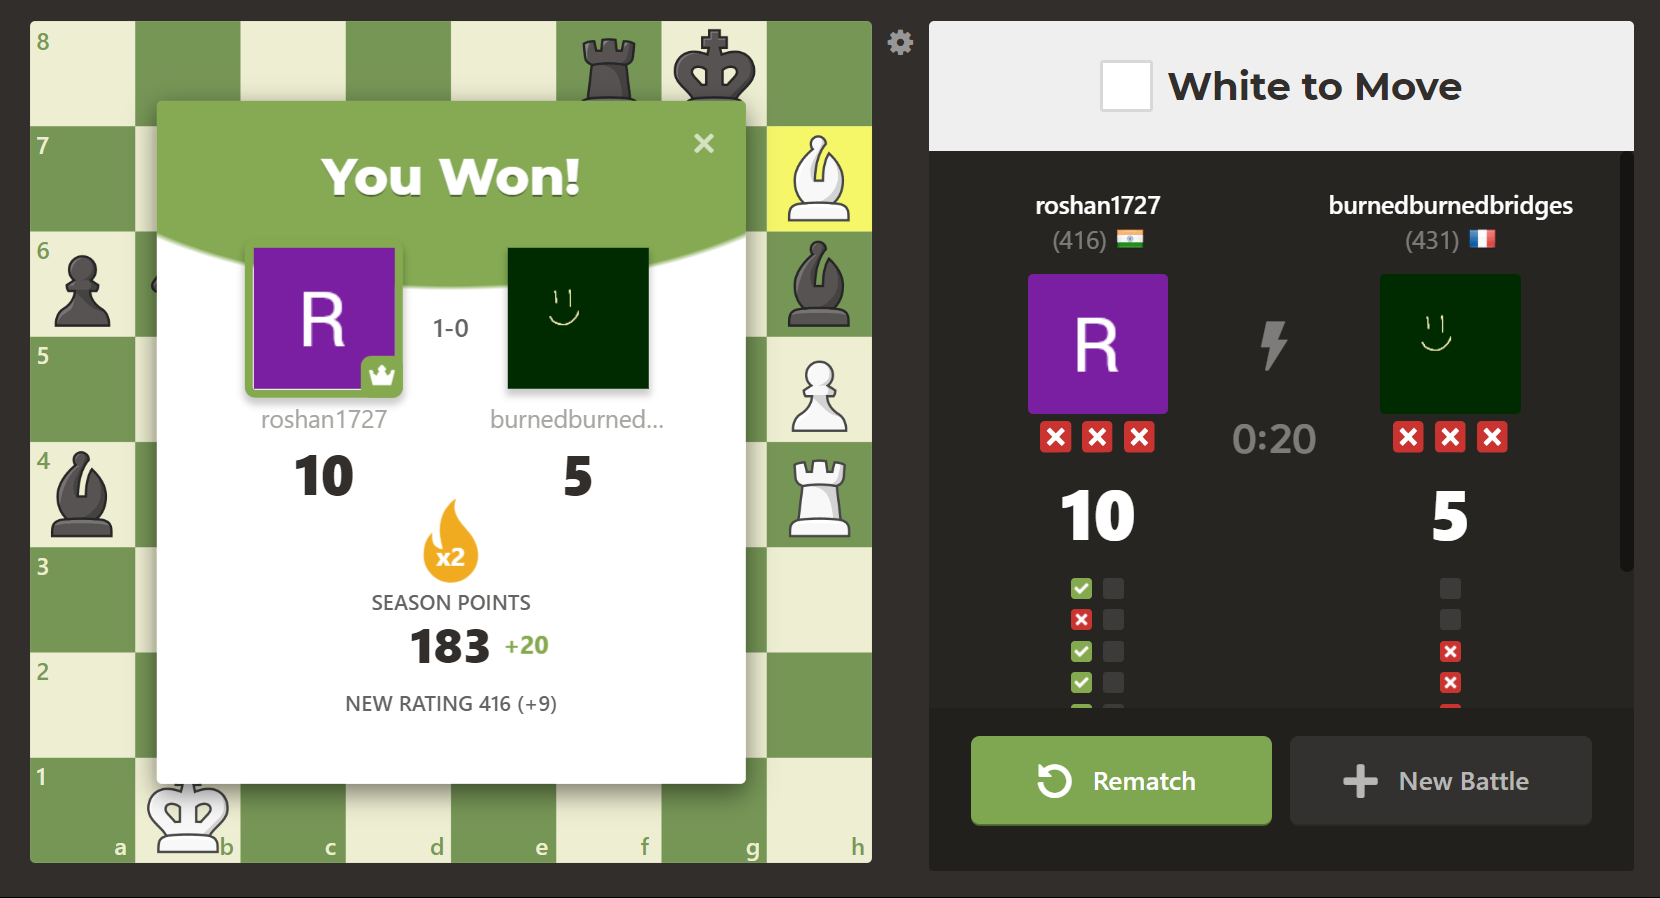 8
7
6
5
4
3
2
1
a b c d e f g h
You Won!
R
1-0
roshan1727 burnedburned...
10 5
x2
SEASON POINTS
183 +20
NEW RATING 416 (+9)
White to Move
roshan1727 burnedburnedbridges
(416) (431)
R
0:20
10 5
Rematch
New Battle